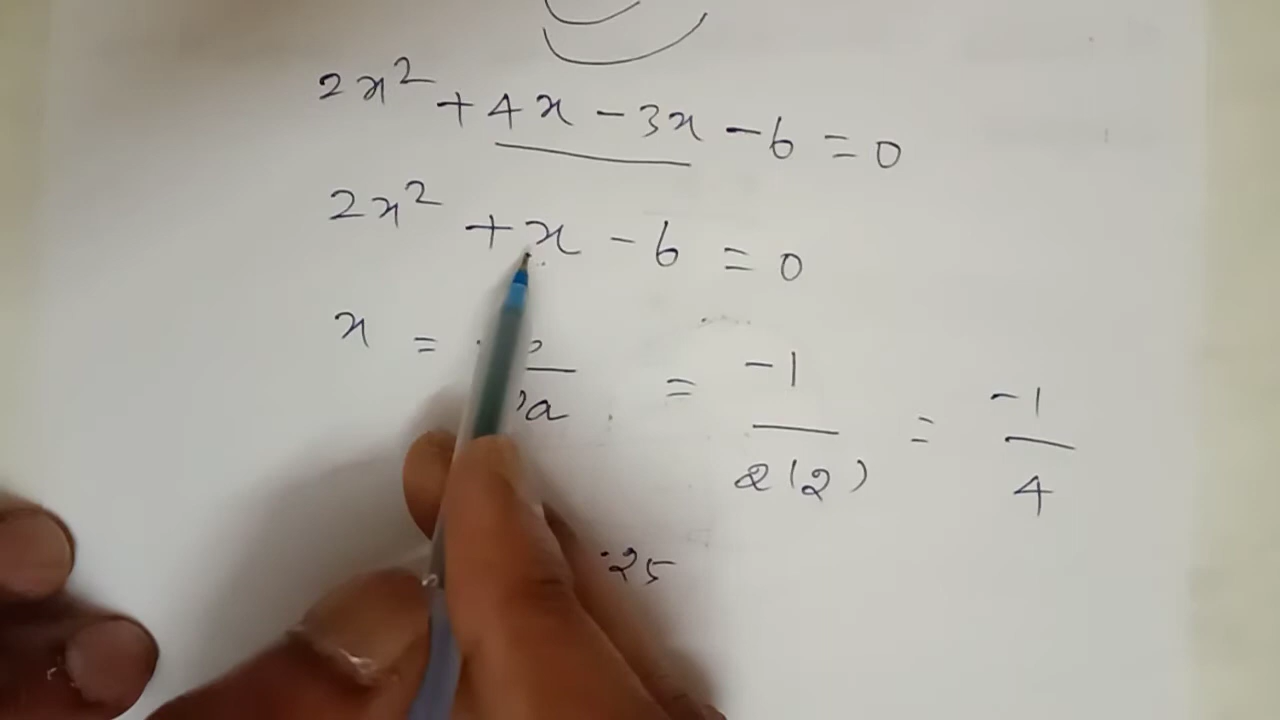 2x² + 4x - 3x - 6 = 0
2x² + x - 6 = 0
x = /a = -1/2(2) = -1/4
.25